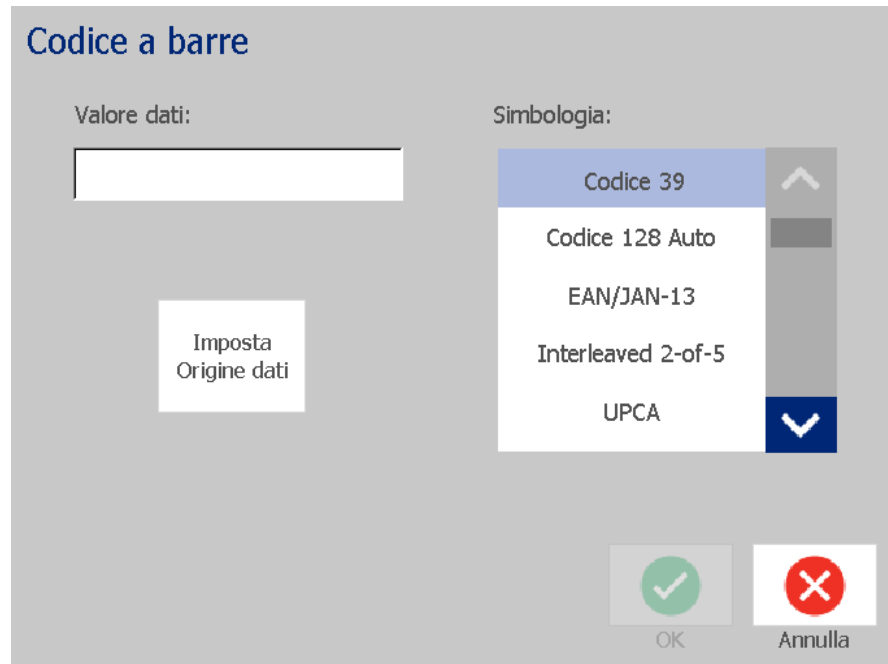 Codice a barre
Valore dati:
Simbologia:
Codice 39
Codice 128 Auto
EAN/JAN-13
Imposta
Origine dati
Interleaved 2-of-5
UPCA
OK
Annulla